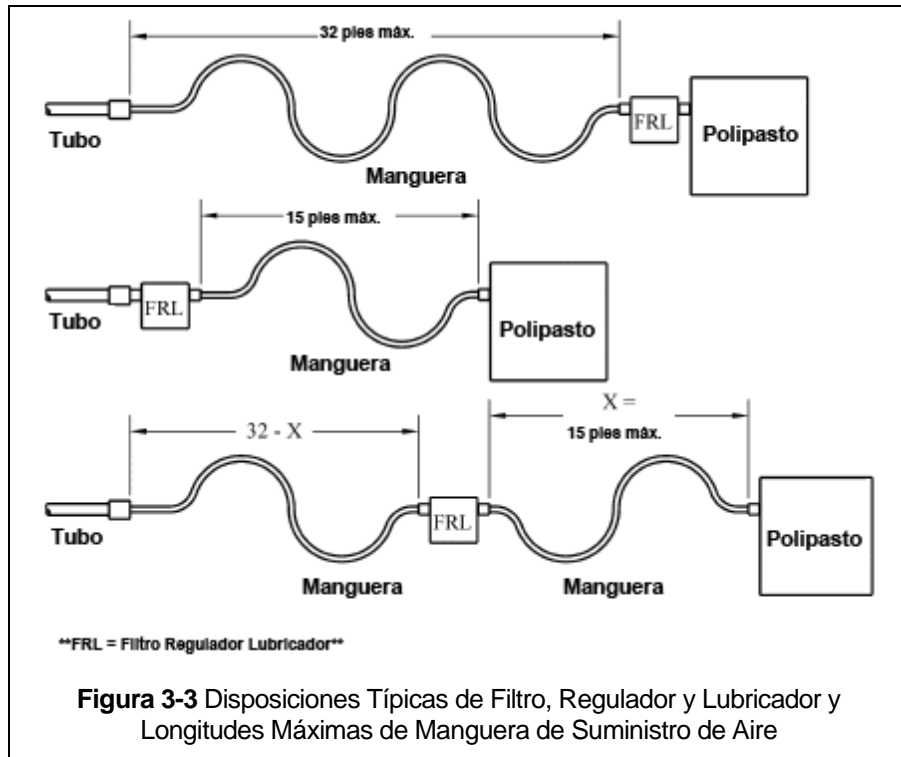 32 pies máx.
Tubo
FRL
Polipasto
Manguera
15 pies máx.
Tubo
FRL
Polipasto
Manguera
32 - X
X =
15 pies máx.
Tubo
FRL
Polipasto
Manguera
Manguera
**FRL = Filtro Regulador Lubricador**
Figura 3-3 Disposiciones Típicas de Filtro, Regulador y Lubricador y
Longitudes Máximas de Manguera de Suministro de Aire